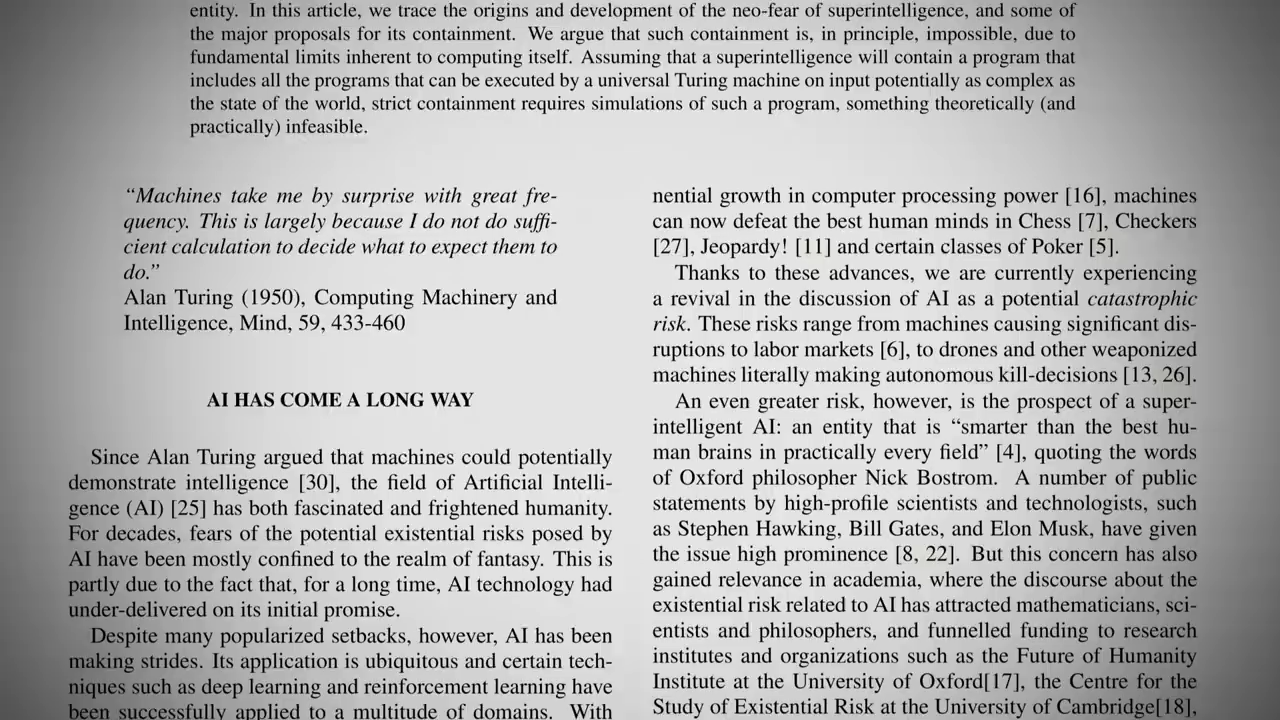 entity. In this article, we trace the origins and development of the neo-fear of superintelligence, and some of
the major proposals for its containment. We argue that such containment is, in principle, impossible, due to
fundamental limits inherent to computing itself. Assuming that a superintelligence will contain a program that
includes all the programs that can be executed by a universal Turing machine on input potentially as complex as
the state of the world, strict containment requires simulations of such a program, something theoretically (and
practically) infeasible.
“Machines take me by surprise with great fre-
quency. This is largely because I do not do suffi-
cient calculation to decide what to expect them to
do.”
Alan Turing (1950), Computing Machinery and
Intelligence, Mind, 59, 433-460
AI HAS COME A LONG WAY
Since Alan Turing argued that machines could potentially
demonstrate intelligence [30], the field of Artificial Intelli-
gence (AI) [25] has both fascinated and frightened humanity.
For decades, fears of the potential existential risks posed by
AI have been mostly confined to the realm of fantasy. This is
partly due to the fact that, for a long time, AI technology had
under-delivered on its initial promise.
Despite many popularized setbacks, however, AI has been
making strides. Its application is ubiquitous and certain tech-
niques such as deep learning and reinforcement learning have
been successfully applied to a multitude of domains. With
nential growth in computer processing power [16], machines
can now defeat the best human minds in Chess [7], Checkers
[27], Jeopardy! [11] and certain classes of Poker [5].
Thanks to these advances, we are currently experiencing
a revival in the discussion of AI as a potential catastrophic
risk. These risks range from machines causing significant dis-
ruptions to labor markets [6], to drones and other weaponized
machines literally making autonomous kill-decisions [13, 26].
An even greater risk, however, is the prospect of a super-
intelligent AI: an entity that is “smarter than the best hu-
man brains in practically every field” [4], quoting the words
of Oxford philosopher Nick Bostrom. A number of public
statements by high-profile scientists and technologists, such
as Stephen Hawking, Bill Gates, and Elon Musk, have given
the issue high prominence [8, 22]. But this concern has also
gained relevance in academia, where the discourse about the
existential risk related to AI has attracted mathematicians, sci-
entists and philosophers, and funnelled funding to research
institutes and organizations such as the Future of Humanity
Institute at the University of Oxford[17], the Centre for the
Study of Existential Risk at the University of Cambridge[18],